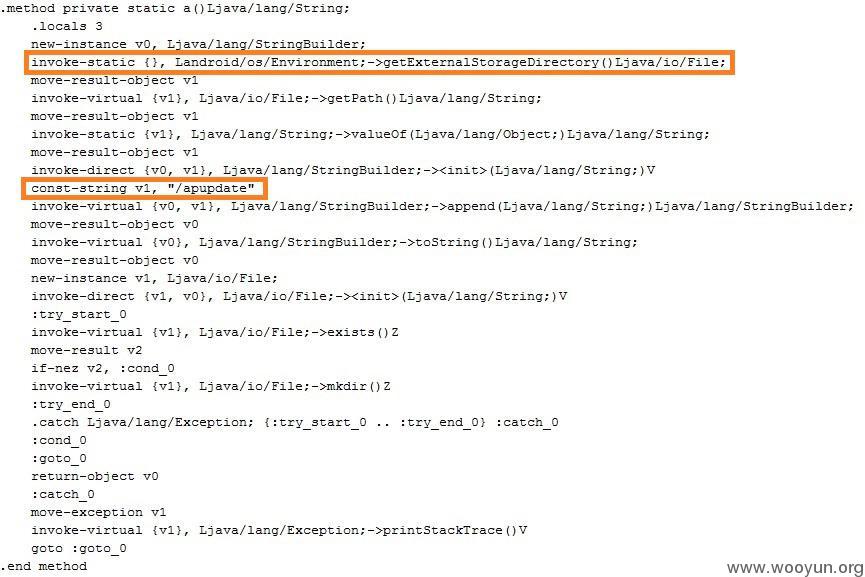 .method private static a()Ljava/lang/String;
.locals 3
new-instance v0, Ljava/lang/StringBuilder;
invoke-static {}, Landroid/os/Environment;->getExternalStorageDirectory()Ljava/io/File;
move-result-object v1
invoke-virtual {v1}, Ljava/io/File;->getPath()Ljava/lang/String;
move-result-object v1
invoke-static {v1}, Ljava/lang/String;->valueOf(Ljava/lang/Object;)Ljava/lang/String;
move-result-object v1
invoke-direct {v0, v1}, Ljava/lang/StringBuilder;-><init>(Ljava/lang/String;)V
const-string v1, "/apupdate"
invoke-virtual {v0, v1}, Ljava/lang/StringBuilder;->append(Ljava/lang/String;)Ljava/lang/StringBuilder;
move-result-object v0
invoke-virtual {v0}, Ljava/lang/StringBuilder;->toString()Ljava/lang/String;
move-result-object v0
new-instance v1, Ljava/io/File;
invoke-direct {v1, v0}, Ljava/io/File;-><init>(Ljava/lang/String;)V
:try_start_0
invoke-virtual {v1}, Ljava/io/File;->exists()Z
move-result v2
if-nez v2, :cond_0
invoke-virtual {v1}, Ljava/io/File;->mkdir()Z
:try_end_0
.catch Ljava/lang/Exception; {:try_start_0 .. :try_end_0} :catch_0
:cond_0
:goto_0
return-object v0
:catch_0
move-exception v1
invoke-virtual {v1}, Ljava/lang/Exception;->printStackTrace()V
goto :goto_0
.end method
www.wooyun.org